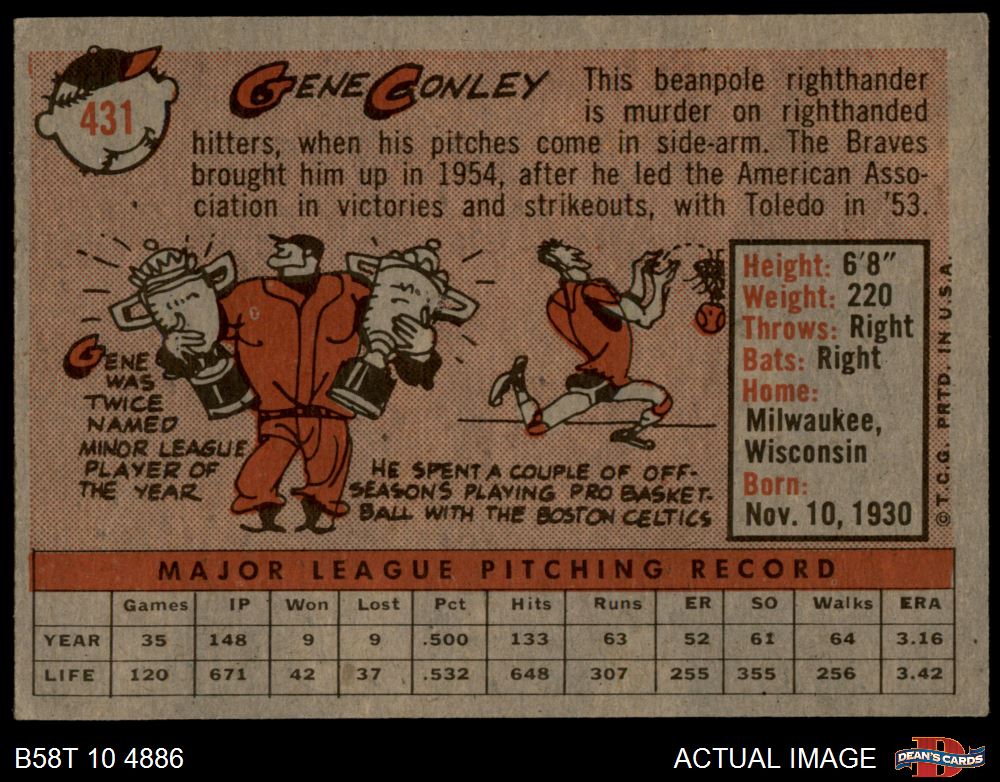 431
GENE CONLEY
This beanpole righthander
is murder on righthanded
hitters, when his pitches come in side-arm. The Braves
brought him up in 1954, after he led the American Asso-
ciation in victories and strikeouts, with Toledo in '53.
GENE
WAS
TWICE
NAMED
MINOR LEAGUE
PLAYER OF
THE YEAR
HE SPENT A COUPLE OF OFF-
SEASONS PLAYING PRO BASKET-
BALL WITH THE BOSTON CELTICS
Height: 6'8"
Weight: 220
Throws: Right
Bats: Right
Home:
Milwaukee,
Wisconsin
Born:
Nov. 10, 1930
© T.C.G. PRTD. IN U.S.A.
MAJOR LEAGUE PITCHING RECORD
Games IP Won Lost Pct Hits Runs ER SO Walks ERA
YEAR 35 148 9 9 .500 133 63 52 61 64 3.16
LIFE 120 671 42 37 .532 648 307 255 355 256 3.42
B58T 10 4886
ACTUAL IMAGE
D
DEAN'S CARDS